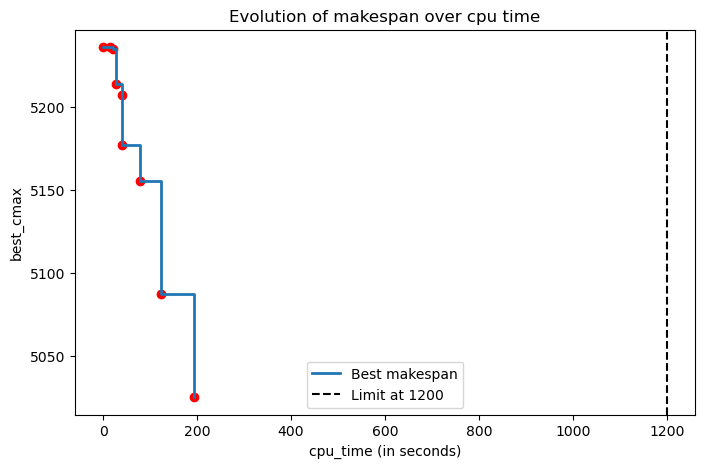 Evolution of makespan over cpu time
best_cmax
5200
5150
5100
5050
0
200
400
600
800
1000
1200
cpu_time (in seconds)
Best makespan
Limit at 1200